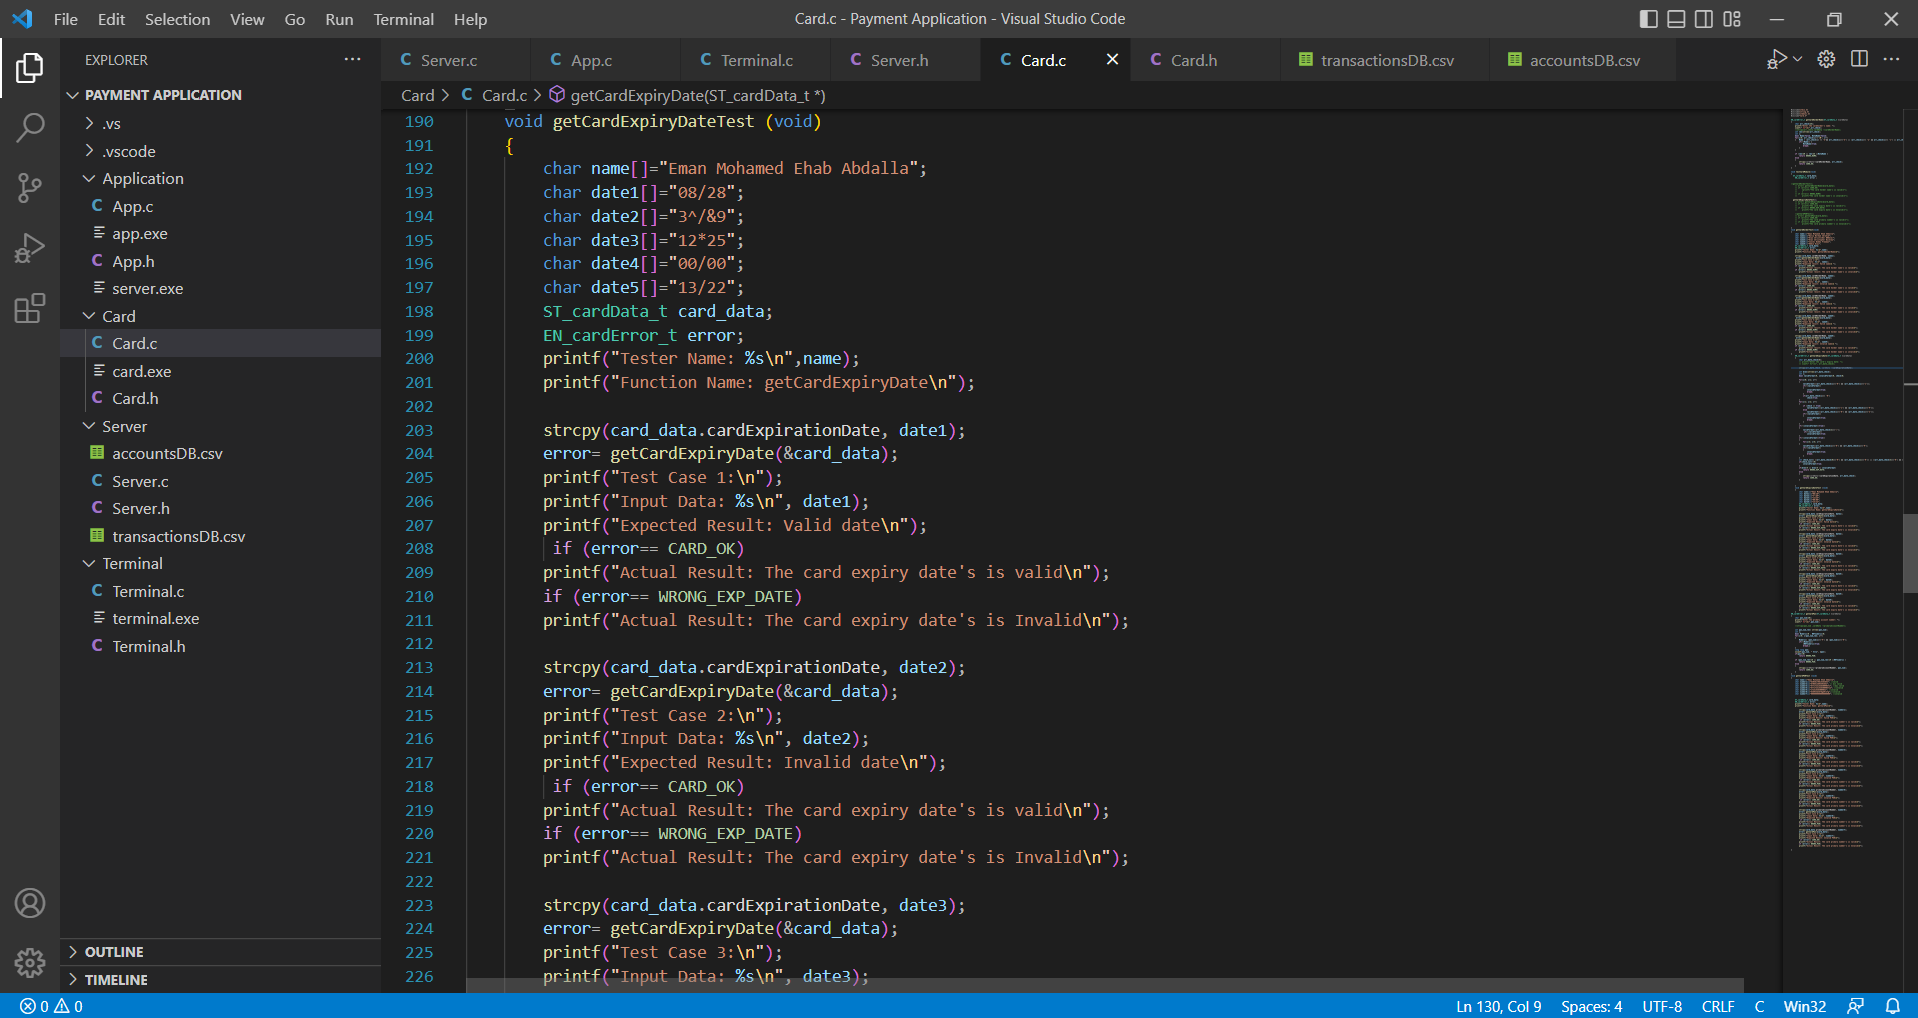 File Edit Selection View Go Run Terminal Help
Card.c - Payment Application - Visual Studio Code
EXPLORER
PAYMENT APPLICATION
.vs
.vscode
Application
C App.c
app.exe
C App.h
server.exe
Card
C Card.c
card.exe
C Card.h
Server
accountsDB.csv
C Server.c
C Server.h
transactionsDB.csv
Terminal
C Terminal.c
terminal.exe
C Terminal.h
OUTLINE
TIMELINE
C Server.c C App.c C Terminal.c C Server.h C Card.c C Card.h transactionsDB.csv accountsDB.csv
Card > C Card.c > getCardExpiryDate(ST_cardData_t *)
190 void getCardExpiryDateTest (void)
191 {
192 char name[]="Eman Mohamed Ehab Abdalla";
193 char date1[]="08/28";
194 char date2[]="3^/&9";
195 char date3[]="12*25";
196 char date4[]="00/00";
197 char date5[]="13/22";
198 ST_cardData_t card_data;
199 EN_cardError_t error;
200 printf("Tester Name: %s\n",name);
201 printf("Function Name: getCardExpiryDate\n");
202
203 strcpy(card_data.cardExpirationDate, date1);
204 error= getCardExpiryDate(&card_data);
205 printf("Test Case 1:\n");
206 printf("Input Data: %s\n", date1);
207 printf("Expected Result: Valid date\n");
208 if (error== CARD_OK)
209 printf("Actual Result: The card expiry date's is valid\n");
210 if (error== WRONG_EXP_DATE)
211 printf("Actual Result: The card expiry date's is Invalid\n");
212
213 strcpy(card_data.cardExpirationDate, date2);
214 error= getCardExpiryDate(&card_data);
215 printf("Test Case 2:\n");
216 printf("Input Data: %s\n", date2);
217 printf("Expected Result: Invalid date\n");
218 if (error== CARD_OK)
219 printf("Actual Result: The card expiry date's is valid\n");
220 if (error== WRONG_EXP_DATE)
221 printf("Actual Result: The card expiry date's is Invalid\n");
222
223 strcpy(card_data.cardExpirationDate, date3);
224 error= getCardExpiryDate(&card_data);
225 printf("Test Case 3:\n");
226 printf("Input Data: %s\n", date3);
0 0 Ln 130, Col 9 Spaces: 4 UTF-8 CRLF C Win32